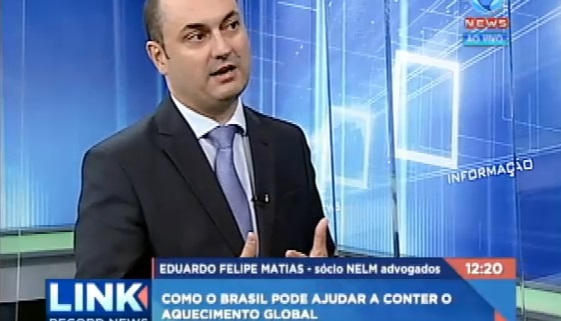 NEWS
AO VIVO
INFORMAÇÃO
EDUARDO FELIPE MATIAS - sócio NELM advogados
12:20
LINK
RECORD NEWS
COMO O BRASIL PODE AJUDAR A CONTER O
AQUECIMENTO GLOBAL